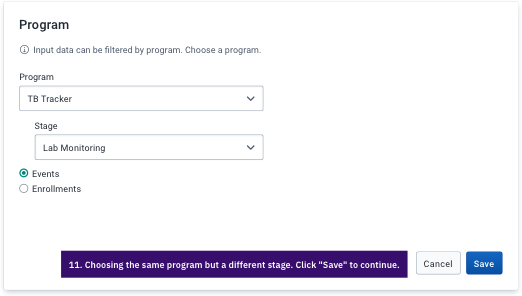 Program
Input data can be filtered by program. Choose a program.
Program
TB Tracker
Stage
Lab Monitoring
Events
Enrollments
11. Choosing the same program but a different stage. Click "Save" to continue.
Cancel
Save